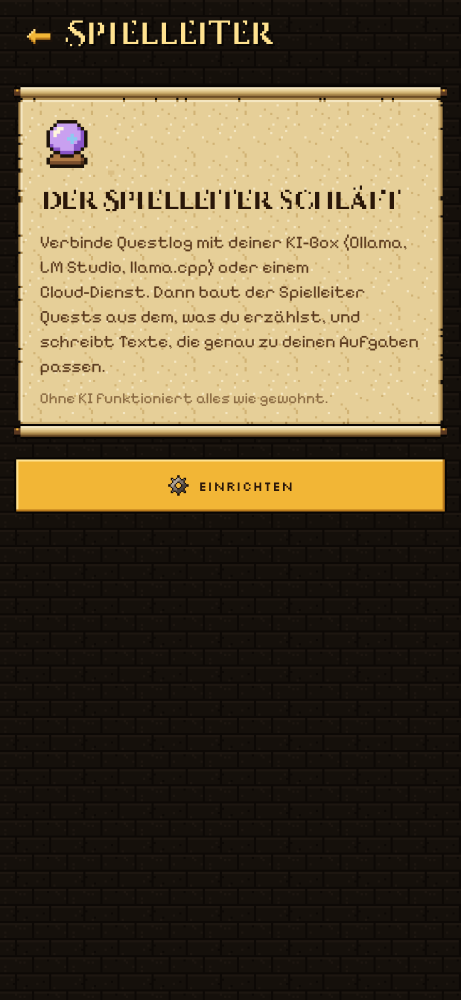 SPIELLEITER
DER SPIELLEITER SCHLÄFT
Verbinde Questlog mit deiner KI-Box (Ollama,
LM Studio, llama.cpp) oder einem
Cloud-Dienst. Dann baut der Spielleiter
Quests aus dem, was du erzählst, und
schreibt Texte, die genau zu deinen Aufgaben
passen.
Ohne KI funktioniert alles wie gewohnt.
EINRICHTEN